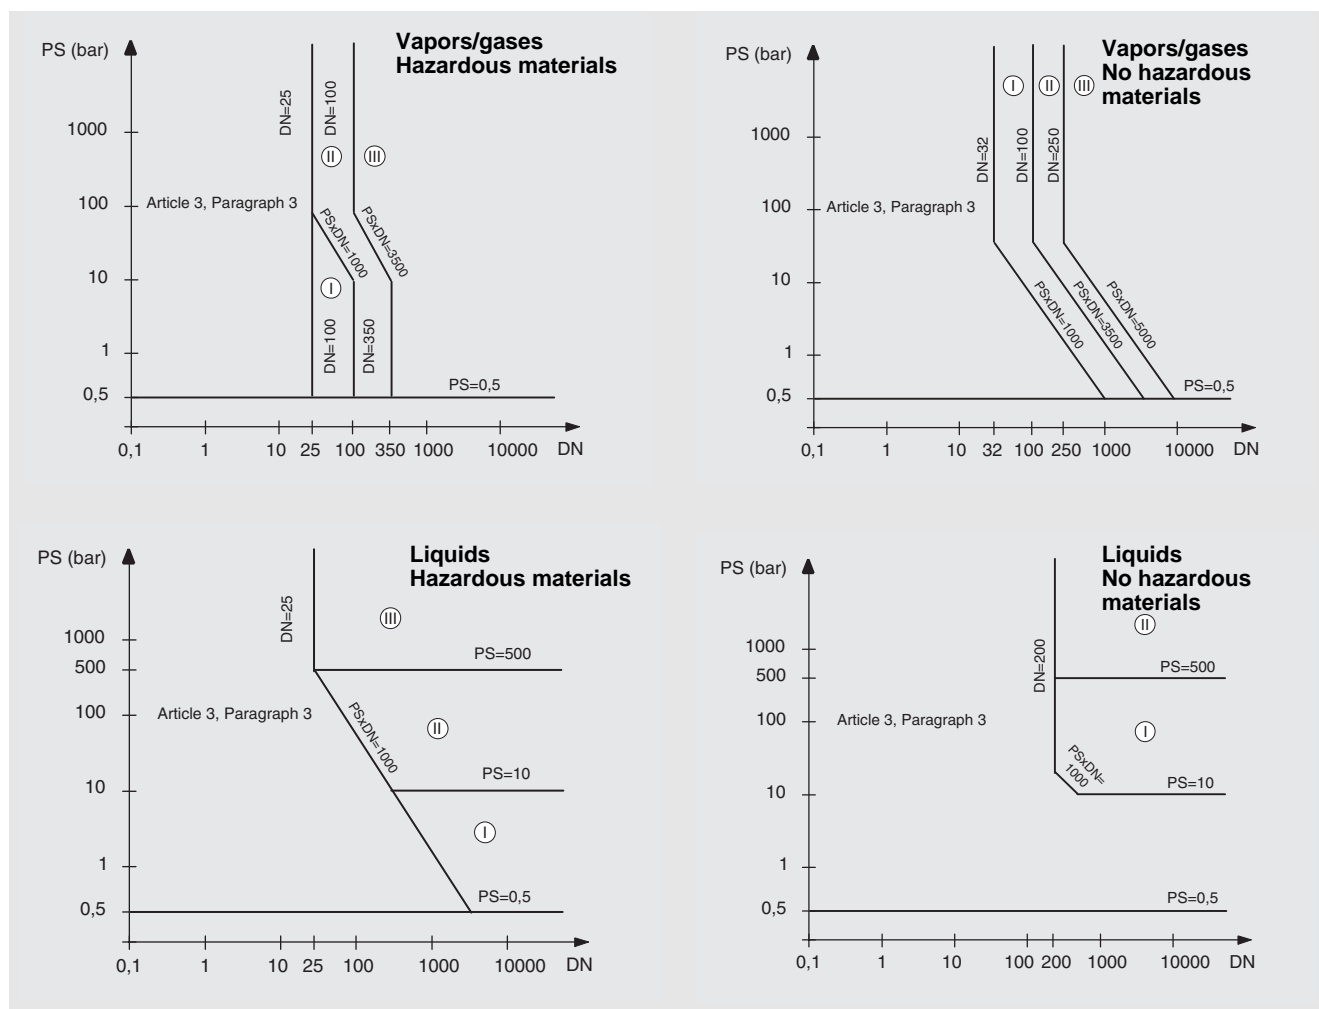 PS (bar)
Vapors/gases
Hazardous materials
DN=25
DN=100
1000
II
III
100
Article 3, Paragraph 3
PSxDN=1000
PSxDN=3500
10
I
DN=100
DN=350
1
0,5
PS=0,5
0,1 1 10 25 100 350 1000 10000 DN
PS (bar)
Vapors/gases
No hazardous
materials
I II III
1000
DN=32
DN=100
DN=250
100
Article 3, Paragraph 3
10
PSxDN=1000
PSxDN=3500
PSxDN=5000
1
0,5
PS=0,5
0,1 1 10 32 100 250 1000 10000 DN
PS (bar)
Liquids
Hazardous materials
DN=25
III
1000
500
PS=500
100
Article 3, Paragraph 3
PSxDN=1000
II
10
PS=10
I
1
0,5
PS=0,5
0,1 1 10 25 100 1000 10000 DN
PS (bar)
Liquids
No hazardous
materials
II
1000
DN=200
500
PS=500
100
Article 3, Paragraph 3
I
PSxDN=
1000
10
PS=10
1
0,5
PS=0,5
0,1 1 10 100 200 1000 10000 DN